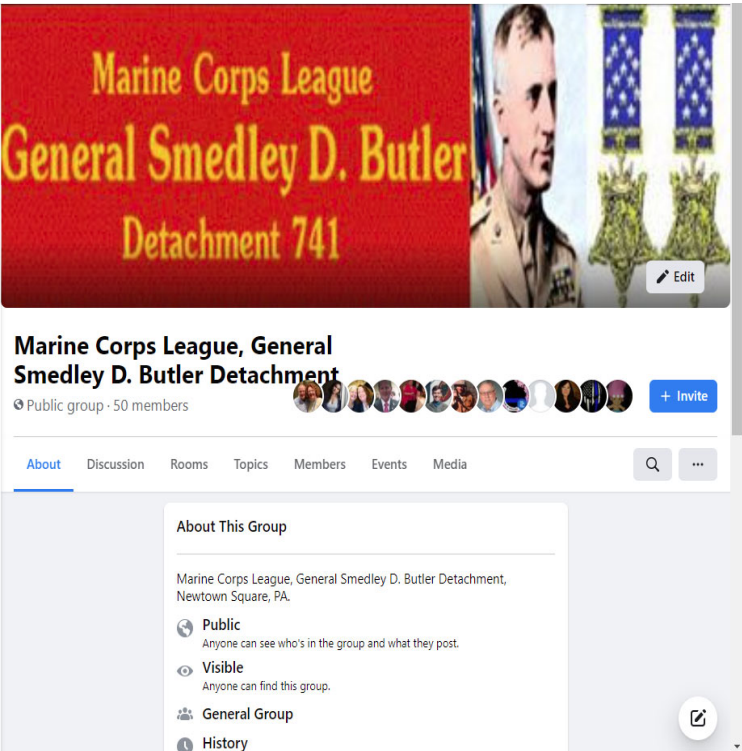 Marine Corps League
General Smedley D. Butler
Detachment 741
Edit
Marine Corps League, General
Smedley D. Butler Detachment
Public group · 50 members
+ Invite
About Discussion Rooms Topics Members Events Media
About This Group
Marine Corps League, General Smedley D. Butler Detachment,
Newtown Square, PA.
Public
Anyone can see who's in the group and what they post.
Visible
Anyone can find this group.
General Group
History